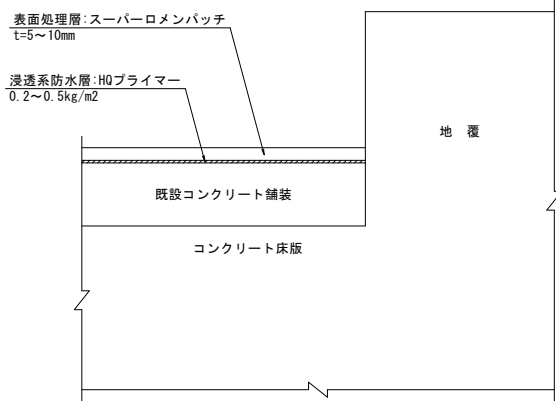 表面処理層:スーパーロメンパッチ
t=5～10mm
浸透系防水層:HQプライマー
0.2～0.5kg/m2
地 覆
既設コンクリート舗装
コンクリート床版